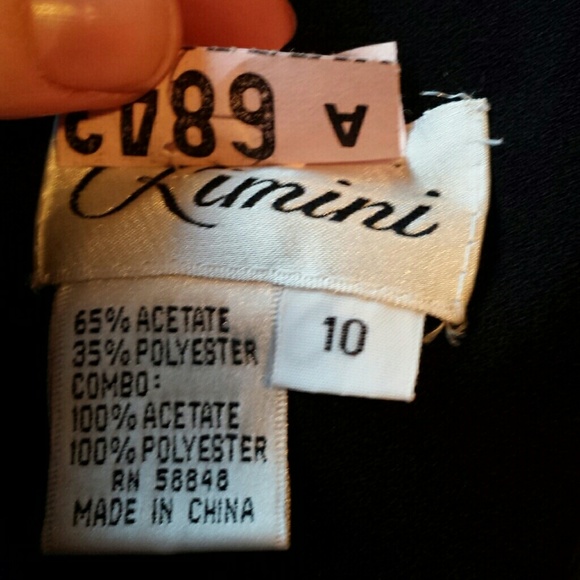 A
Rimini
10
65% ACETATE
35% POLYESTER
COMBO:
100% ACETATE
100% POLYESTER
RN 58848
MADE IN CHINA